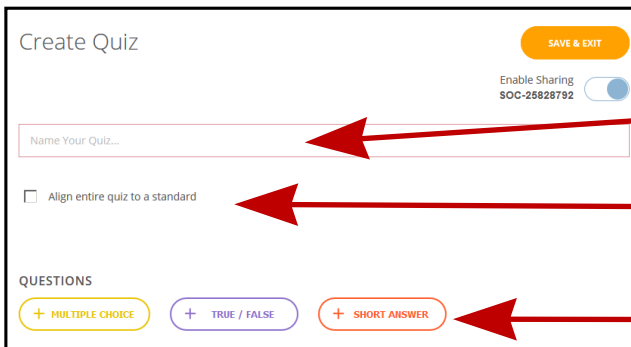 Create Quiz
SAVE & EXIT
Enable Sharing
SOC-25828792
Name Your Quiz...
Align entire quiz to a standard
QUESTIONS
+ MULTIPLE CHOICE
+ TRUE / FALSE
+ SHORT ANSWER